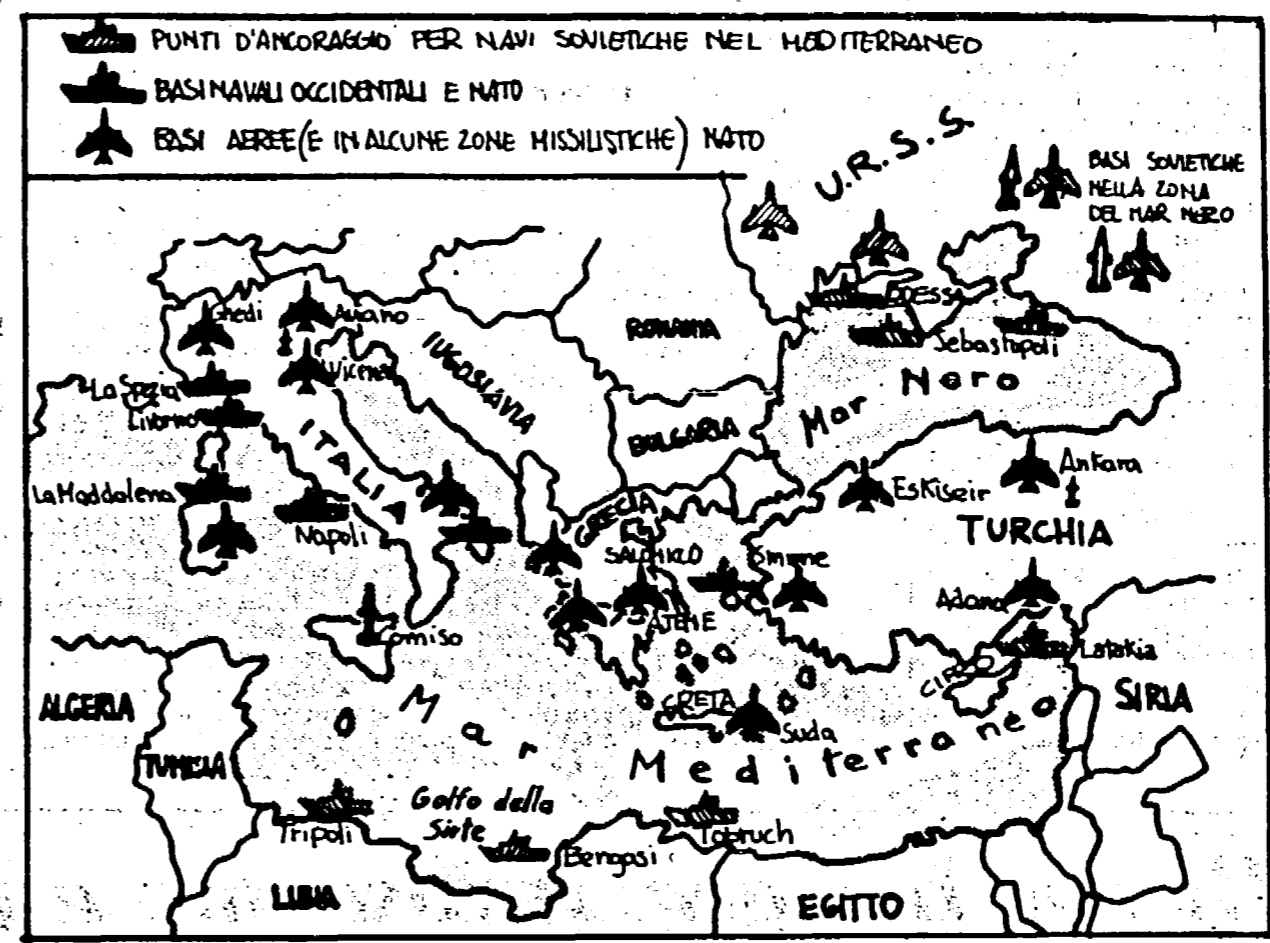 PUNTI D'ANCORAGGIO PER NAVI SOVIETICHE NEL MEDITERRANEO
BASI NAVALI OCCIDENTALI E NATO
BASI AEREE (E IN ALCUNE ZONE MISSILISTICHE) NATO
U.R.S.S.
BASI SOVIETICHE
NELLA ZONA
DEL MAR NERO
Ghedi
Aviano
Vicenza
ODESSA
Sebastopoli
ROMANIA
IUGOSLAVIA
La Spezia
Livorno
Mar Nero
ITALIA
BULGARIA
Ankara
La Maddalena
Eskiseir
Napoli
GRECIA
TURCHIA
SALONICCO
Smirne
Adana
ATENE
Comiso
Latakia
CIPRO
SIRIA
ALGERIA
CRETA
Suda
Mar Mediterraneo
TUNISIA
Golfo della
Sirte
Tripoli
Tobruch
Bengasi
LIBIA
EGITTO